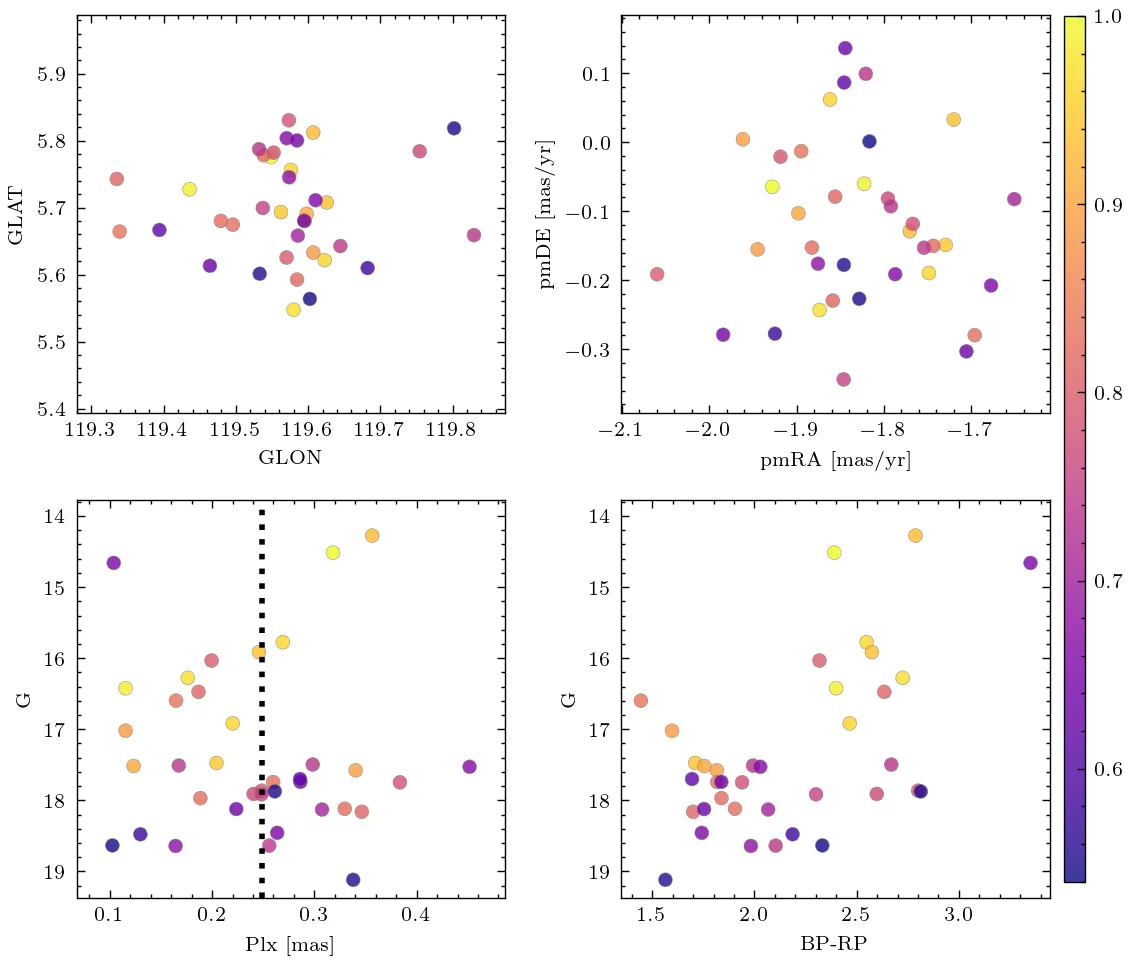 5.9
5.8
5.7
5.6
5.5
5.4
GLAT
119.3 119.4 119.5 119.6 119.7 119.8
GLON
0.1
0.0
−0.1
−0.2
−0.3
pmDE [mas/yr]
−2.1 −2.0 −1.9 −1.8 −1.7
pmRA [mas/yr]
1.0
0.9
0.8
0.7
0.6
14
15
16
17
18
19
G
0.1 0.2 0.3 0.4
Plx [mas]
14
15
16
17
18
19
G
1.5 2.0 2.5 3.0
BP-RP